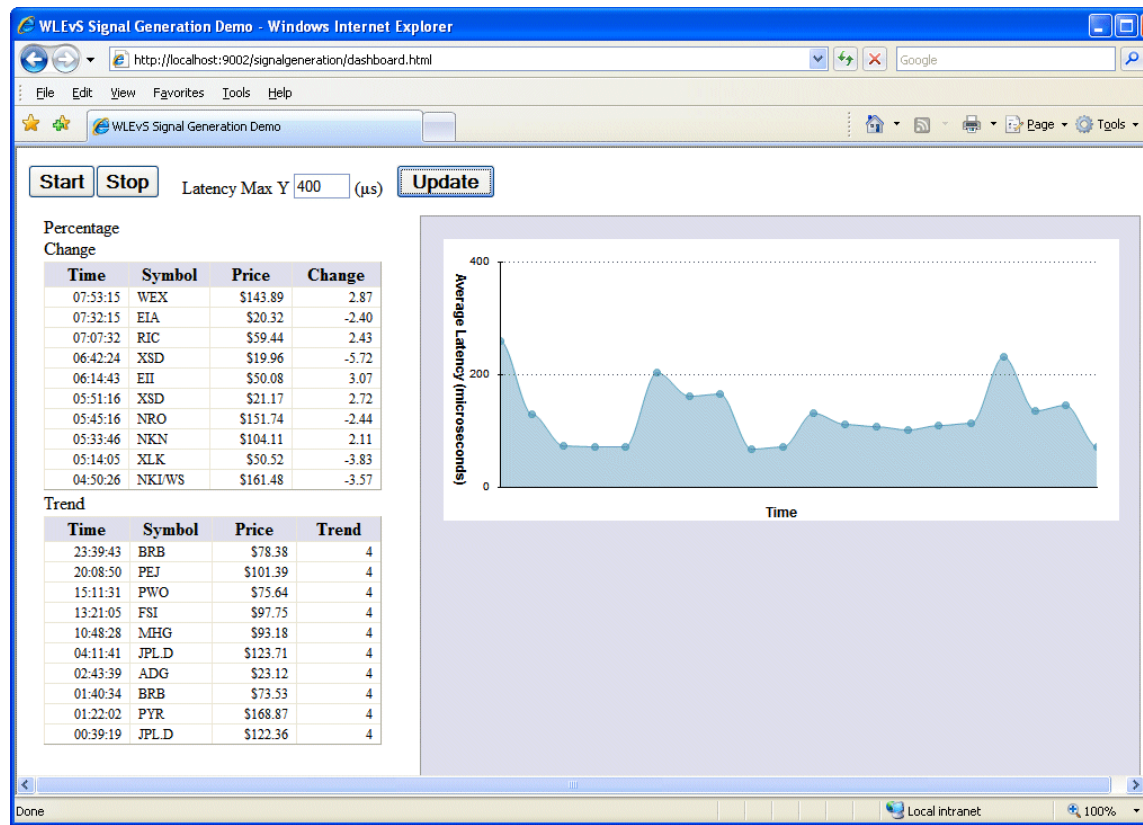 WLEvS Signal Generation Demo - Windows Internet Explorer
http://localhost:9002/signalgeneration/dashboard.html
Google
File Edit View Favorites Tools Help
WLEvS Signal Generation Demo
Page Tools
Start Stop Latency Max Y 400 (µs) Update
Percentage
Change
Time Symbol Price Change
07:53:15 WEX $143.89 2.87
07:32:15 EIA $20.32 -2.40
07:07:32 RIC $59.44 2.43
06:42:24 XSD $19.96 -5.72
06:14:43 EII $50.08 3.07
05:51:16 XSD $21.17 2.72
05:45:16 NRO $151.74 -2.44
05:33:46 NKN $104.11 2.11
05:14:05 XLK $50.52 -3.83
04:50:26 NKI/WS $161.48 -3.57
Trend
Time Symbol Price Trend
23:39:43 BRB $78.38 4
20:08:50 PEJ $101.39 4
15:11:31 PWO $75.64 4
13:21:05 FSI $97.75 4
10:48:28 MHG $93.18 4
04:11:41 JPL.D $123.71 4
02:43:39 ADG $23.12 4
01:40:34 BRB $73.53 4
01:22:02 PYR $168.87 4
00:39:19 JPL.D $122.36 4
400
200
0
Average Latency (microseconds)
Time
Done
Local intranet
100%